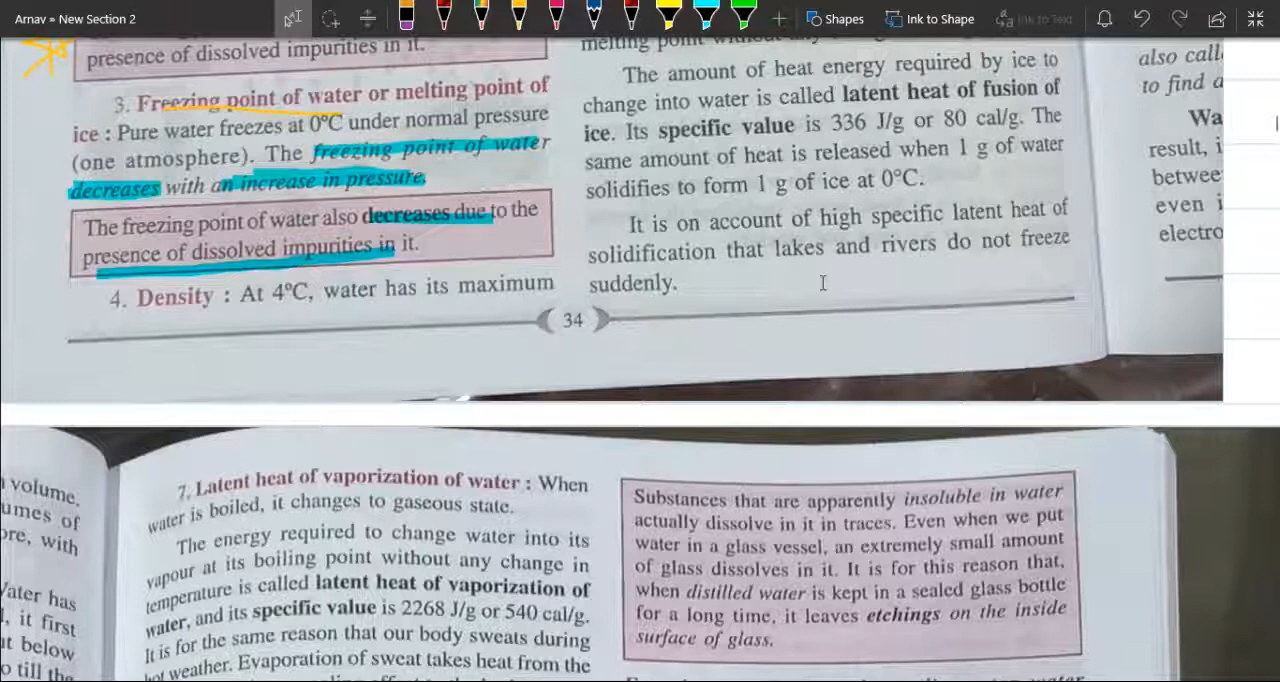 Arnav » New Section 2
Shapes
Ink to Shape
Ink to Text
presence of dissolved impurities in it.
3. Freezing point of water or melting point of
ice : Pure water freezes at 0°C under normal pressure
(one atmosphere). The freezing point of water
decreases with an increase in pressure.
The freezing point of water also decreases due to the
presence of dissolved impurities in it.
4. Density : At 4°C, water has its maximum
melting point without any
The amount of heat energy required by ice to
change into water is called latent heat of fusion of
ice. Its specific value is 336 J/g or 80 cal/g. The
same amount of heat is released when 1 g of water
solidifies to form 1 g of ice at 0°C.
It is on account of high specific latent heat of
solidification that lakes and rivers do not freeze
suddenly.
34
also call
to find a
Wa
result, i
betwee
even i
electro
volume.
umes of
ore, with
Vater has
, it first
ut below
o till the
7. Latent heat of vaporization of water : When
water is boiled, it changes to gaseous state.
The energy required to change water into its
vapour at its boiling point without any change in
temperature is called latent heat of vaporization of
water, and its specific value is 2268 J/g or 540 cal/g.
It is for the same reason that our body sweats during
hot weather. Evaporation of sweat takes heat from the
Substances that are apparently insoluble in water
actually dissolve in it in traces. Even when we put
water in a glass vessel, an extremely small amount
of glass dissolves in it. It is for this reason that,
when distilled water is kept in a sealed glass bottle
for a long time, it leaves etchings on the inside
surface of glass.